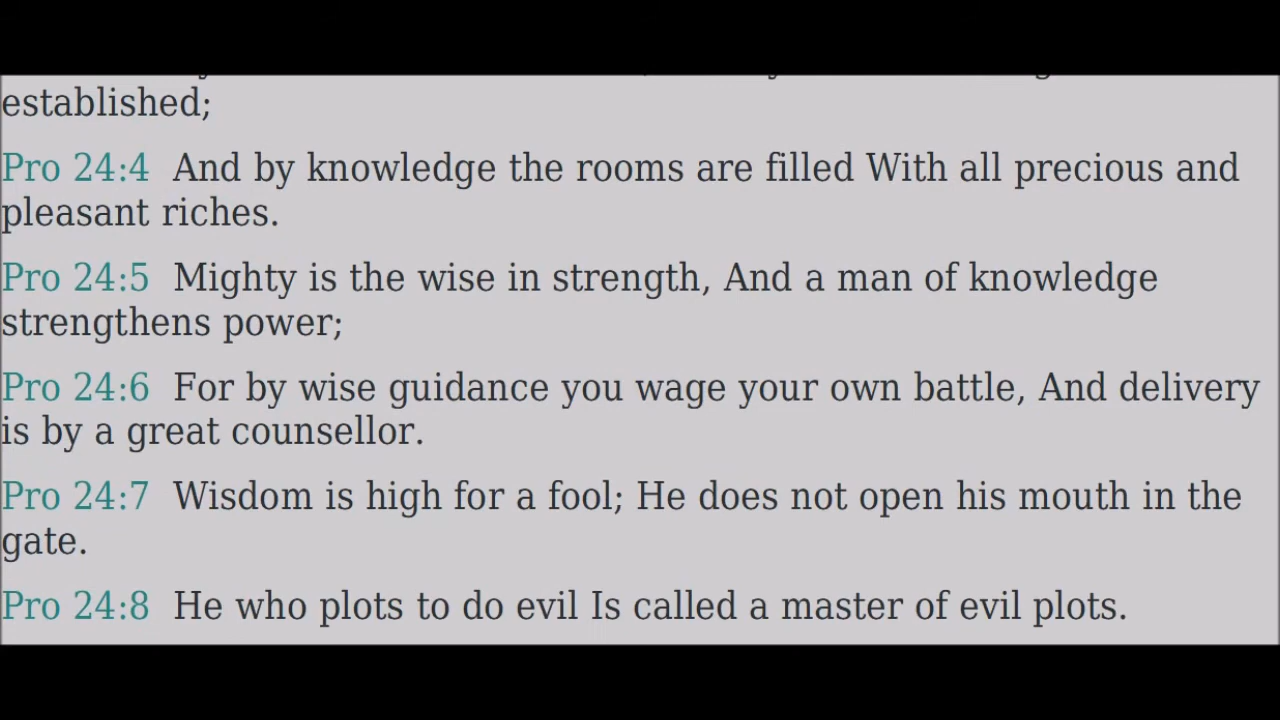 established;
Pro 24:4 And by knowledge the rooms are filled With all precious and
pleasant riches.
Pro 24:5 Mighty is the wise in strength, And a man of knowledge
strengthens power;
Pro 24:6 For by wise guidance you wage your own battle, And delivery
is by a great counsellor.
Pro 24:7 Wisdom is high for a fool; He does not open his mouth in the
gate.
Pro 24:8 He who plots to do evil Is called a master of evil plots.